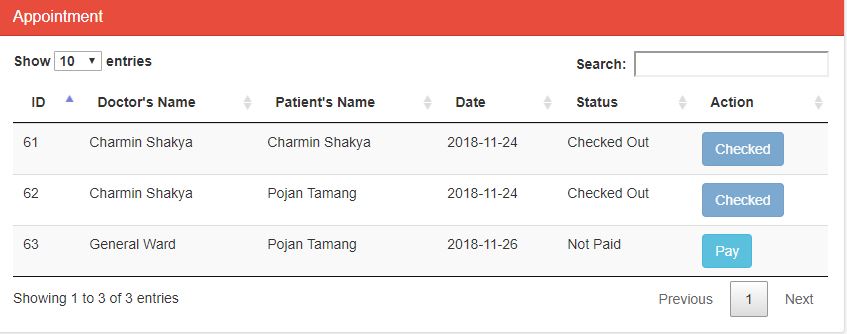 Appointment
Show 10 entries Search:
ID Doctor's Name Patient's Name Date Status Action
61 Charmin Shakya Charmin Shakya 2018-11-24 Checked Out Checked
62 Charmin Shakya Pojan Tamang 2018-11-24 Checked Out Checked
63 General Ward Pojan Tamang 2018-11-26 Not Paid Pay
Showing 1 to 3 of 3 entries Previous 1 Next